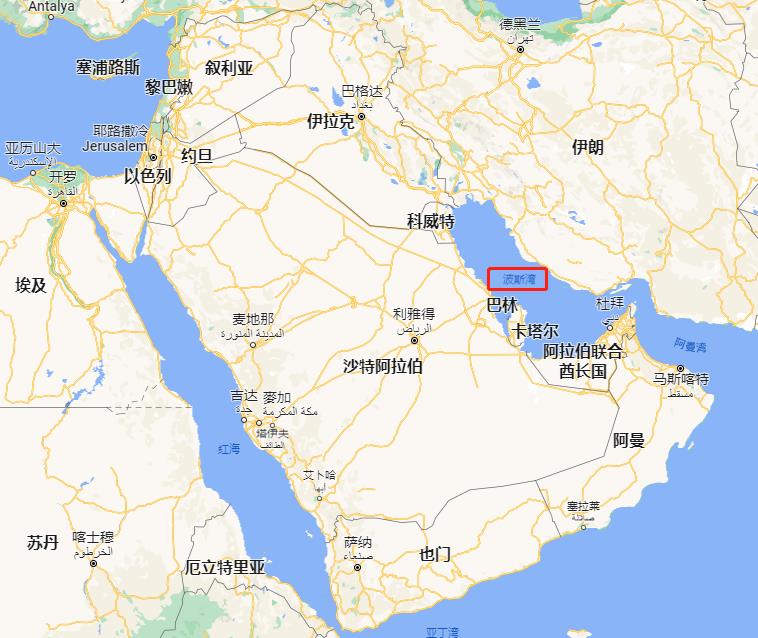 Antalya
德黑兰
تهران
塞浦路斯
叙利亚
黎巴嫩
巴格达
بغداد
伊拉克
耶路撒冷
Jerusalem
亚历山大
الإسكندرية
约旦
伊朗
以色列
开罗
القاهرة
科威特
埃及
波斯湾
巴林
杜拜
دبي
利雅得
الرياض
麦地那
المدينة المنورة
卡塔尔
阿拉伯联合
酋长国
阿曼湾
沙特阿拉伯
马斯喀特
مسقط
吉达
جدة
麥加
مكة المكرمة
塔伊夫
الطائف
红海
阿曼
艾卜哈
أبها
塞拉莱
صلالة
苏丹
喀士穆
الخرطوم
萨纳
صنعاء
也门
厄立特里亚
亚丁湾